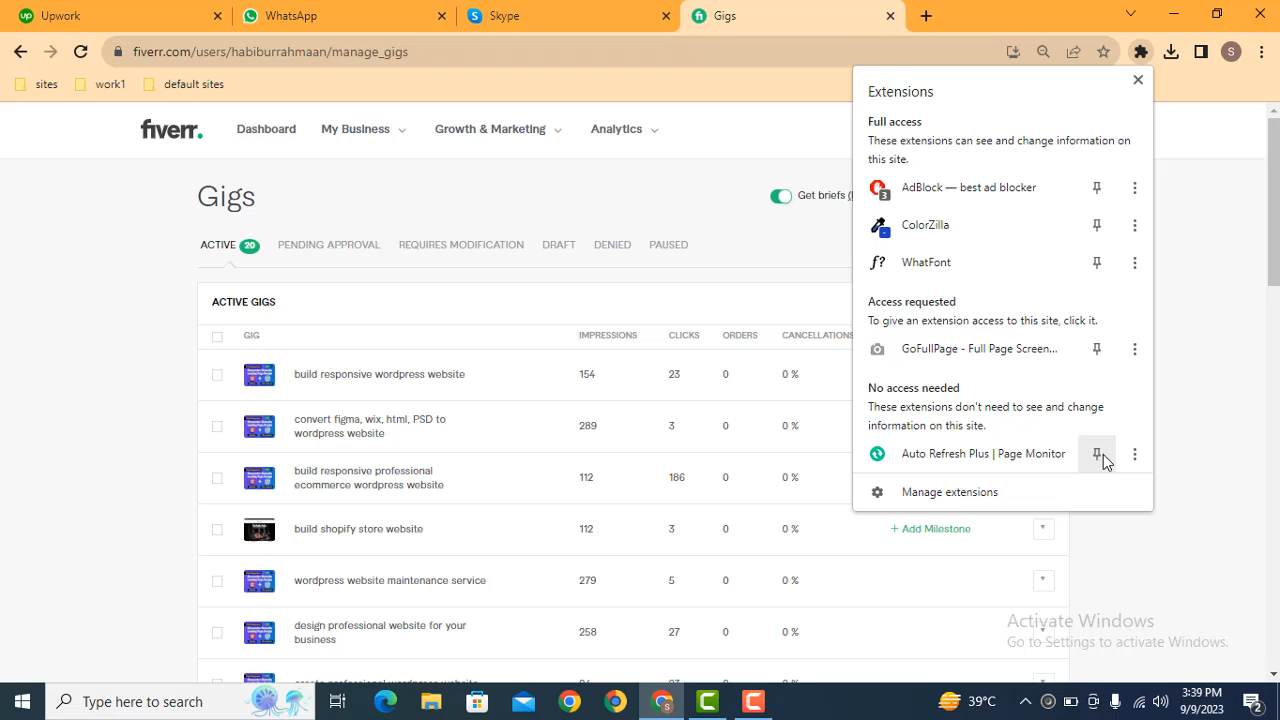 Upwork
WhatsApp
Skype
Gigs
fiverr.com/users/habiburrahmaan/manage_gigs
S
sites
work1
default sites
fiverr.
Dashboard
My Business
Growth & Marketing
Analytics
Gigs
Get briefs
ACTIVE 20
PENDING APPROVAL
REQUIRES MODIFICATION
DRAFT
DENIED
PAUSED
ACTIVE GIGS
GIG
IMPRESSIONS
CLICKS
ORDERS
CANCELLATIONS
build responsive wordpress website
154
23
0
0 %
convert figma, wix, html, PSD to
wordpress website
289
3
0
0 %
build responsive professional
ecommerce wordpress website
112
186
0
0 %
build shopify store website
112
3
0
0 %
+ Add Milestone
wordpress website maintenance service
279
5
0
0 %
design professional website for your
business
258
27
0
0 %
Extensions
Full access
These extensions can see and change information on
this site.
AdBlock — best ad blocker
3
ColorZilla
f? WhatFont
Access requested
To give an extension access to this site, click it.
GoFullPage - Full Page Screen...
No access needed
These extensions don't need to see and change
information on this site.
Auto Refresh Plus | Page Monitor
Manage extensions
Activate Windows
Go to Settings to activate Windows.
Type here to search
39°C
3:39 PM
9/9/2023
2